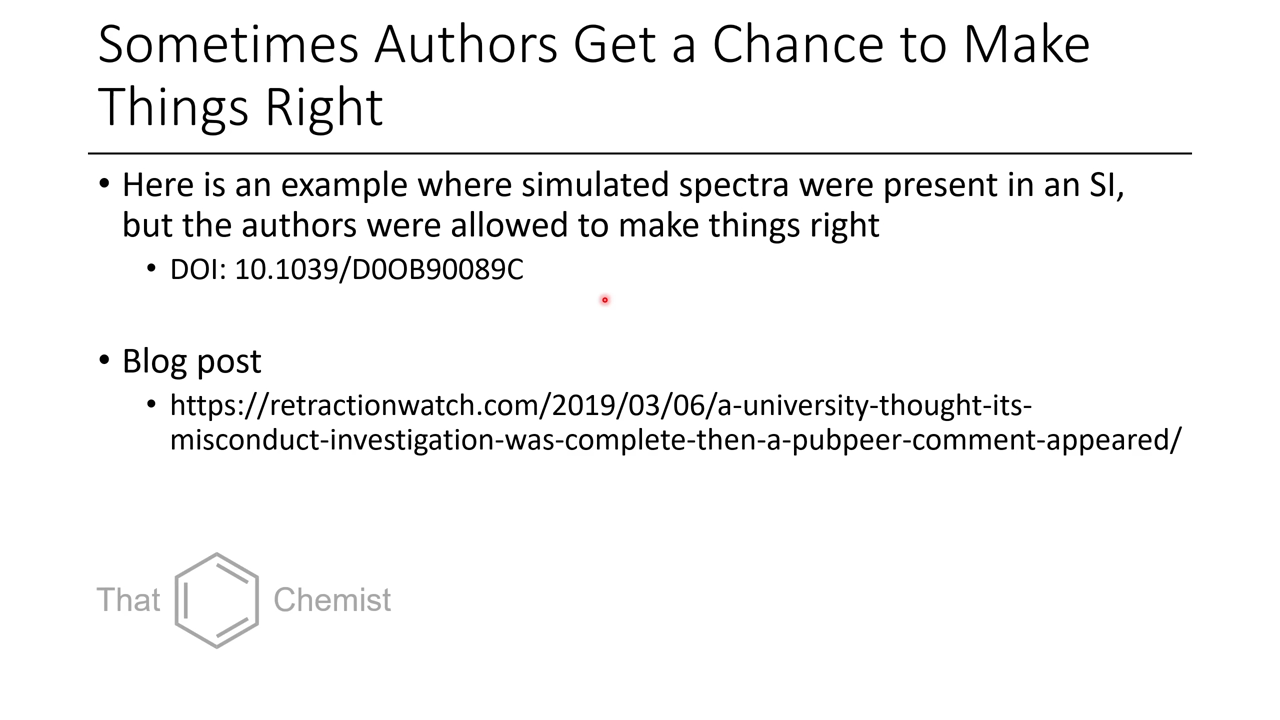 Sometimes Authors Get a Chance to Make
Things Right
• Here is an example where simulated spectra were present in an SI,
but the authors were allowed to make things right
• DOI: 10.1039/D0OB90089C
• Blog post
• https://retractionwatch.com/2019/03/06/a-university-thought-its-
misconduct-investigation-was-complete-then-a-pubpeer-comment-appeared/
That Chemist